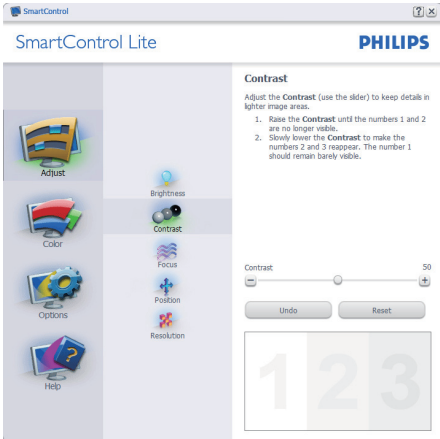 SmartControl
? ×
SmartControl Lite
PHILIPS
Adjust
Color
Options
Help
Brightness
Contrast
Focus
Position
Resolution
Contrast
Adjust the Contrast (use the slider) to keep details in
lighter image areas.
1. Raise the Contrast until the numbers 1 and 2
are no longer visible.
2. Slowly lower the Contrast to make the
numbers 2 and 3 reappear. The number 1
should remain barely visible.
Contrast 50
Undo Reset
1 2 3